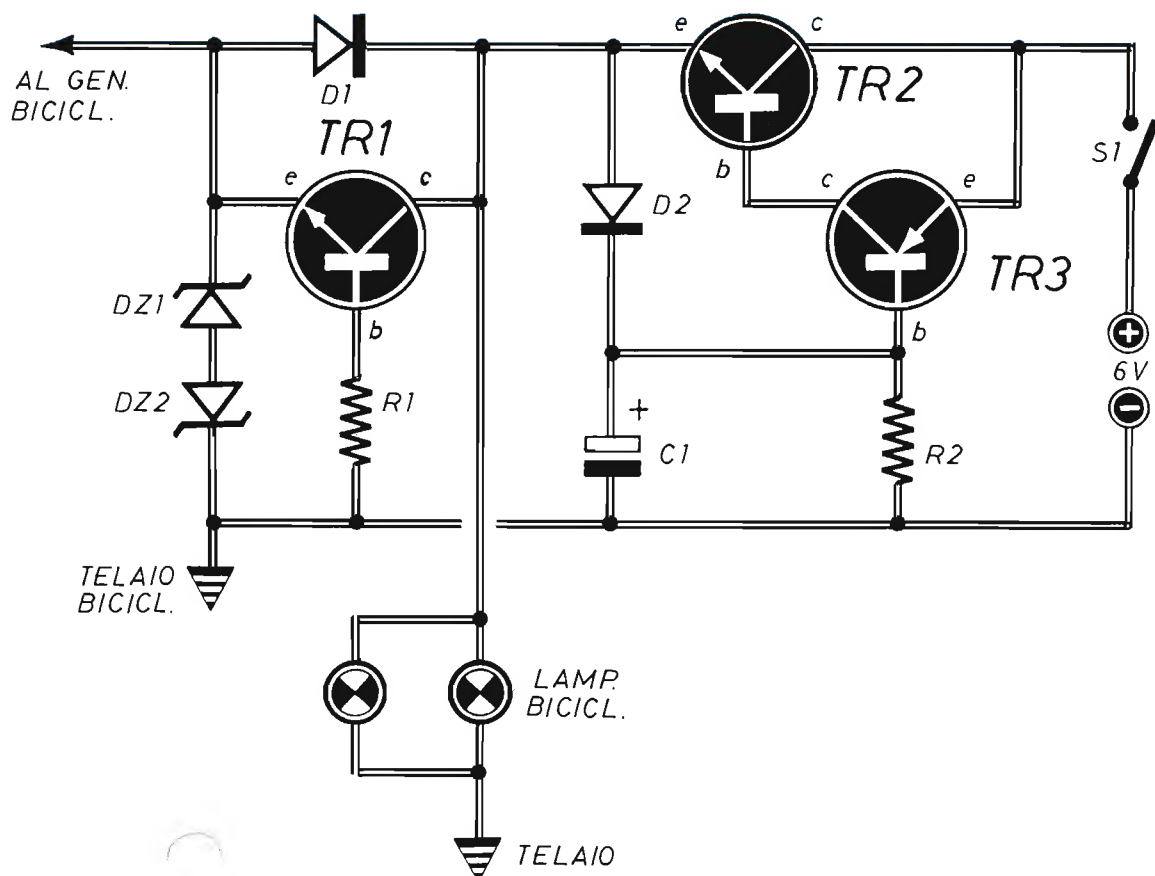 e
c
AL GEN.
BICICL.
D1
TR1
TR2
S1
b
e
c
c
e
D2
TR3
DZ1
b
b
+
6V
-
DZ2
R1
+
C1
R2
TELAIO
BICICL.
LAMP.
BICICL.
TELAIO